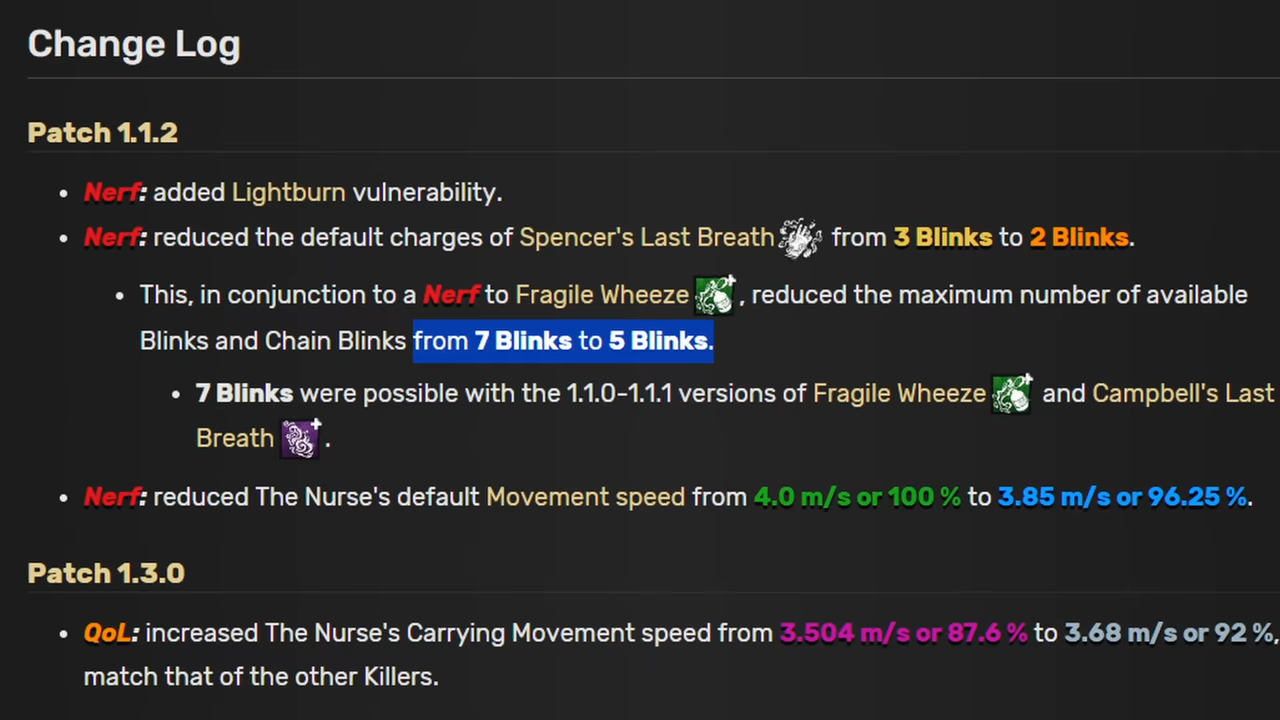 Change Log
Patch 1.1.2
Nerf: added Lightburn vulnerability.
Nerf: reduced the default charges of Spencer's Last Breath from 3 Blinks to 2 Blinks.
This, in conjunction to a Nerf to Fragile Wheeze , reduced the maximum number of available
Blinks and Chain Blinks from 7 Blinks to 5 Blinks.
7 Blinks were possible with the 1.1.0-1.1.1 versions of Fragile Wheeze and Campbell's Last
Breath .
Nerf: reduced The Nurse's default Movement speed from 4.0 m/s or 100 % to 3.85 m/s or 96.25 %.
Patch 1.3.0
QoL: increased The Nurse's Carrying Movement speed from 3.504 m/s or 87.6 % to 3.68 m/s or 92 %,
match that of the other Killers.